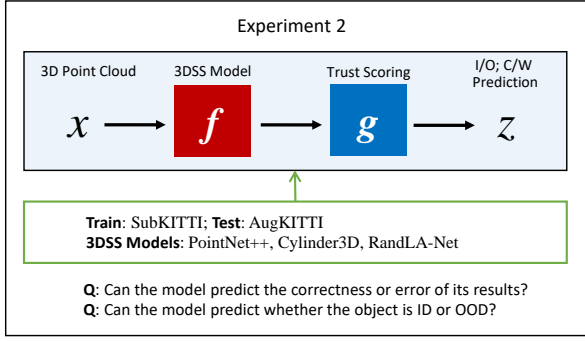 Experiment 2
3D Point Cloud
3DSS Model
Trust Scoring
I/O; C/W
Prediction
x
f
g
z
Train: SubKITTI; Test: AugKITTI
3DSS Models: PointNet++, Cylinder3D, RandLA-Net
Q: Can the model predict the correctness or error of its results?
Q: Can the model predict whether the object is ID or OOD?